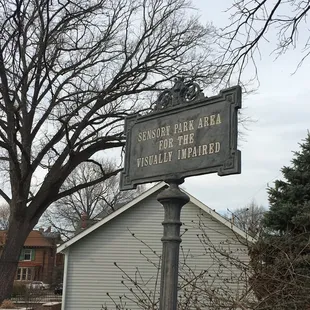 SENSORY PARK AREA
FOR THE
VISUALLY IMPAIRED